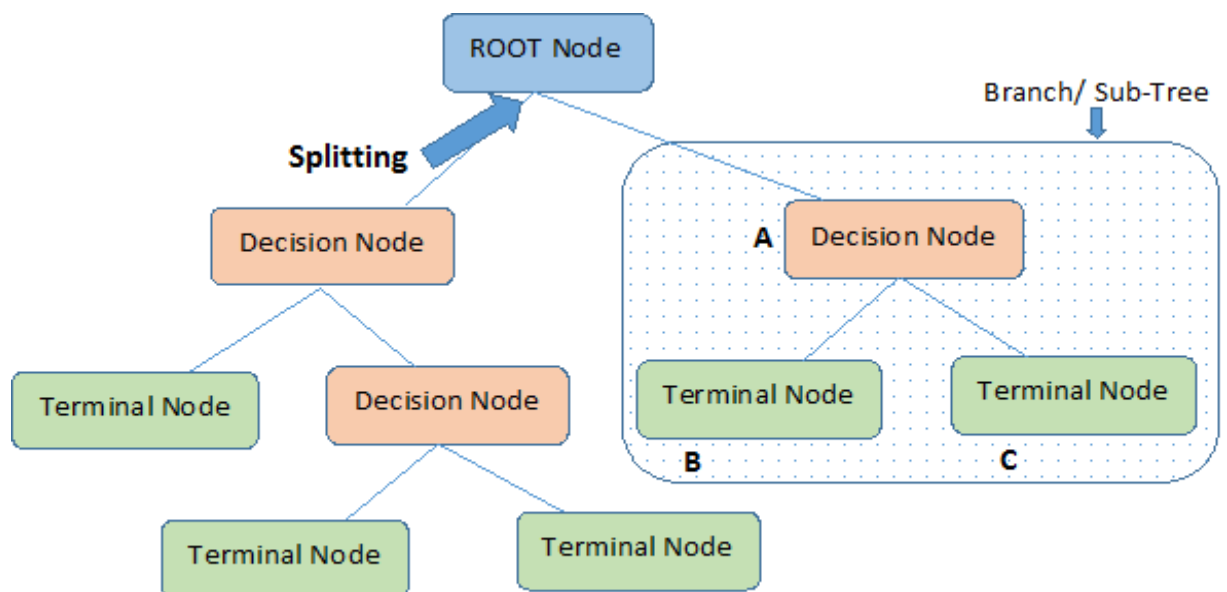 ROOT Node
Branch/ Sub-Tree
Splitting
Decision Node
A
Decision Node
Terminal Node
Decision Node
Terminal Node
Terminal Node
B
C
Terminal Node
Terminal Node